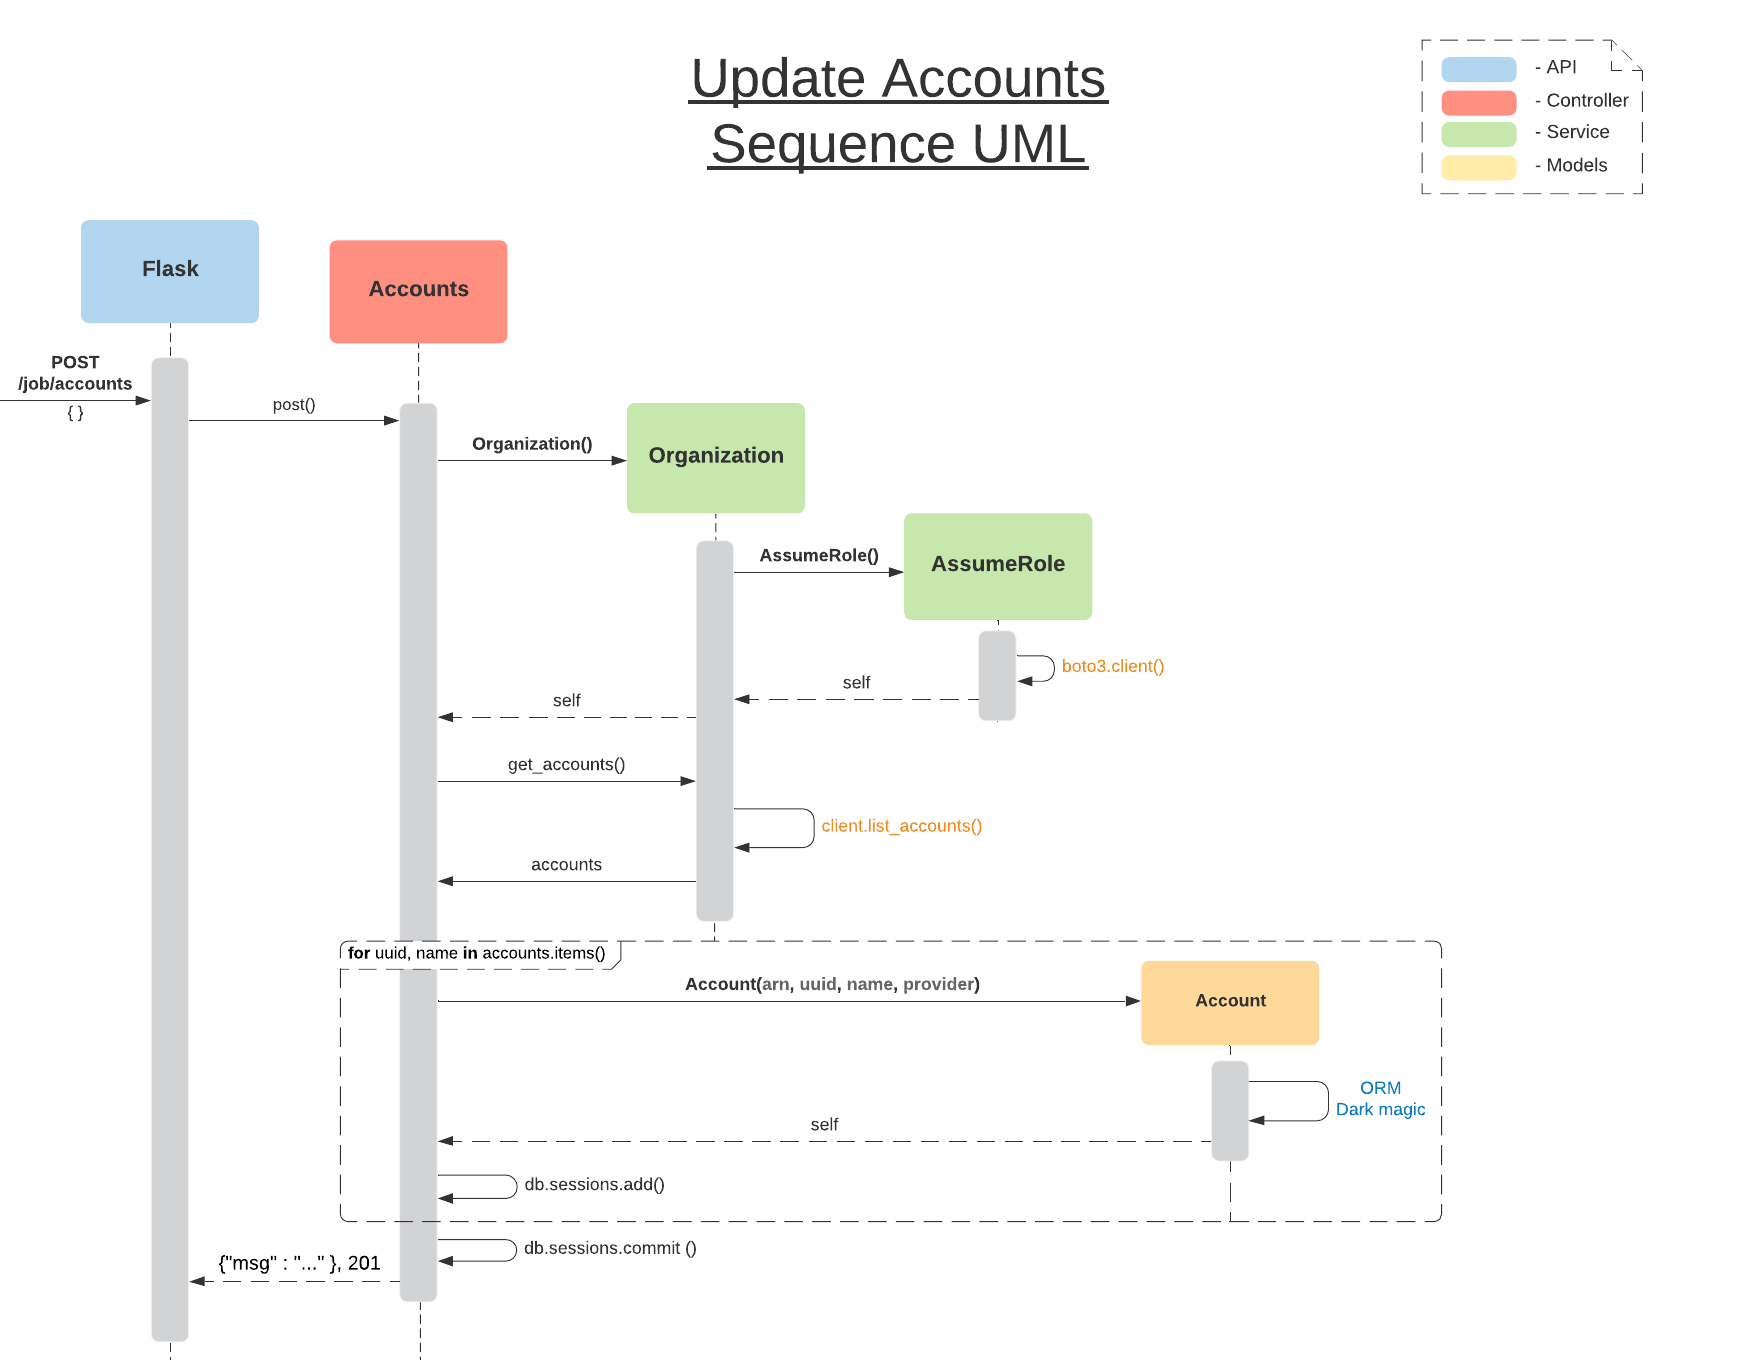 Update Accounts
Sequence UML
- API
- Controller
- Service
- Models
Flask
Accounts
POST
/job/accounts
{ }
post()
Organization()
Organization
AssumeRole()
AssumeRole
boto3.client()
self
self
get_accounts()
client.list_accounts()
accounts
for uuid, name in accounts.items()
Account(arn, uuid, name, provider)
Account
ORM
Dark magic
self
db.sessions.add()
db.sessions.commit ()
{"msg" : "..." }, 201